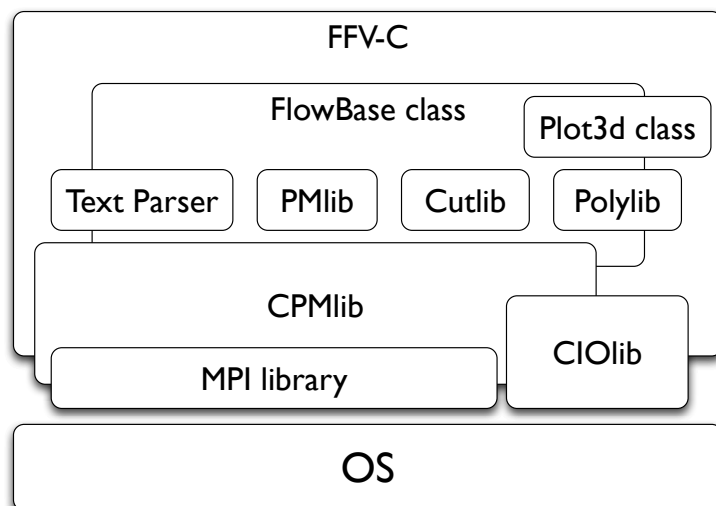 FFV-C
FlowBase class
Plot3d class
Text Parser
PMlib
Cutlib
Polylib
CPMlib
CIOlib
MPI library
OS